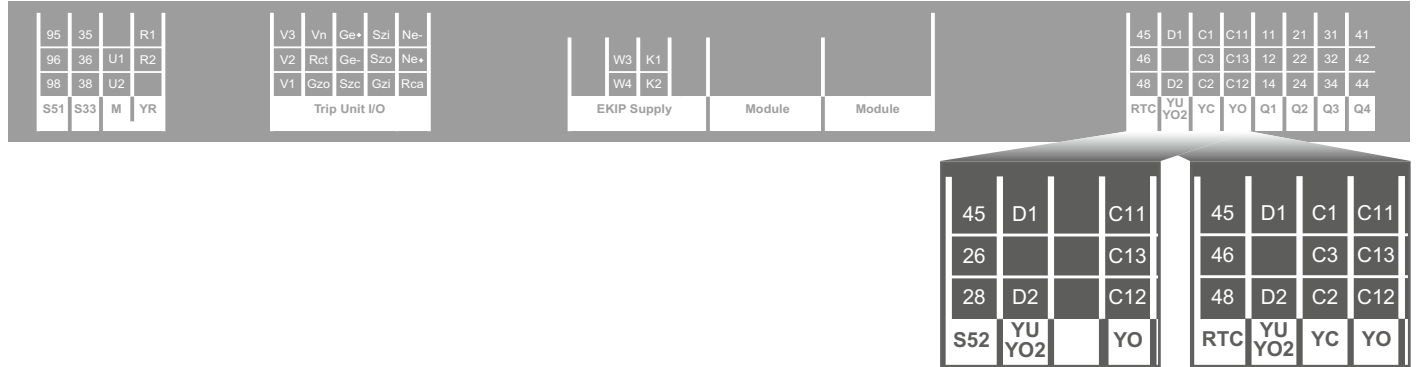 95 35 R1
96 36 U1 R2
98 38 U2
S51 S33 M YR
V3 Vn Ge+ Szi Ne-
V2 Rct Ge- Szo Ne+
V1 Gzo Szc Gzi Rca
Trip Unit I/O
W3 K1
W4 K2
EKIP Supply Module Module
45 D1 C1 C11 11 21 31 41
46 C3 C13 12 22 32 42
48 D2 C2 C12 14 24 34 44
RTC YU YO2 YC YO Q1 Q2 Q3 Q4
45 D1 C11
26 C13
28 D2 C12
S52 YU YO2 YO
45 D1 C1 C11
46 C3 C13
48 D2 C2 C12
RTC YU YO2 YC YO